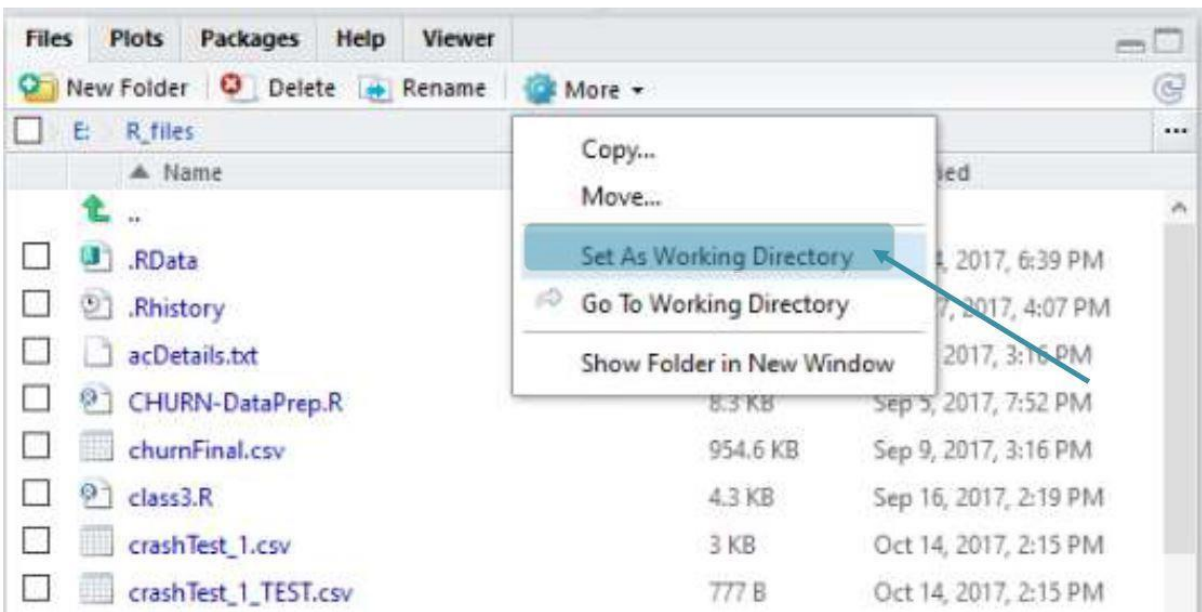 Files Plots Packages Help Viewer
New Folder Delete Rename More
E: R_files ...
Name
Copy...
Move...
Set As Working Directory
Go To Working Directory
Show Folder in New Window
..
.RData 2017, 6:39 PM
.Rhistory 2017, 4:07 PM
acDetails.txt 2017, 3:16 PM
CHURN-DataPrep.R 8.3 KB Sep 5, 2017, 7:52 PM
churnFinal.csv 954.6 KB Sep 9, 2017, 3:16 PM
class3.R 4.3 KB Sep 16, 2017, 2:19 PM
crashTest_1.csv 3 KB Oct 14, 2017, 2:15 PM
crashTest_1_TEST.csv 777 B Oct 14, 2017, 2:15 PM